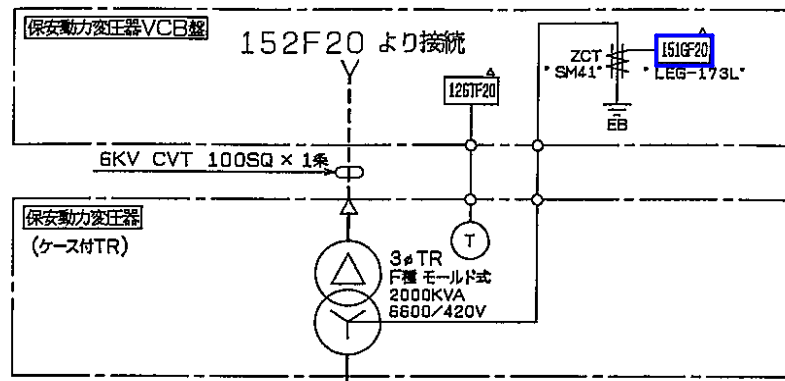 保安動力変圧器VCB盤
152F20 より接続
126TF20
ZCT
"SM41"
151GF20
"LEG-173L"
EB
6KV CVT 100SQ × 1条
保安動力変圧器
(ケース付TR)
T
3φTR
F種 モールド式
2000KVA
6600/420V